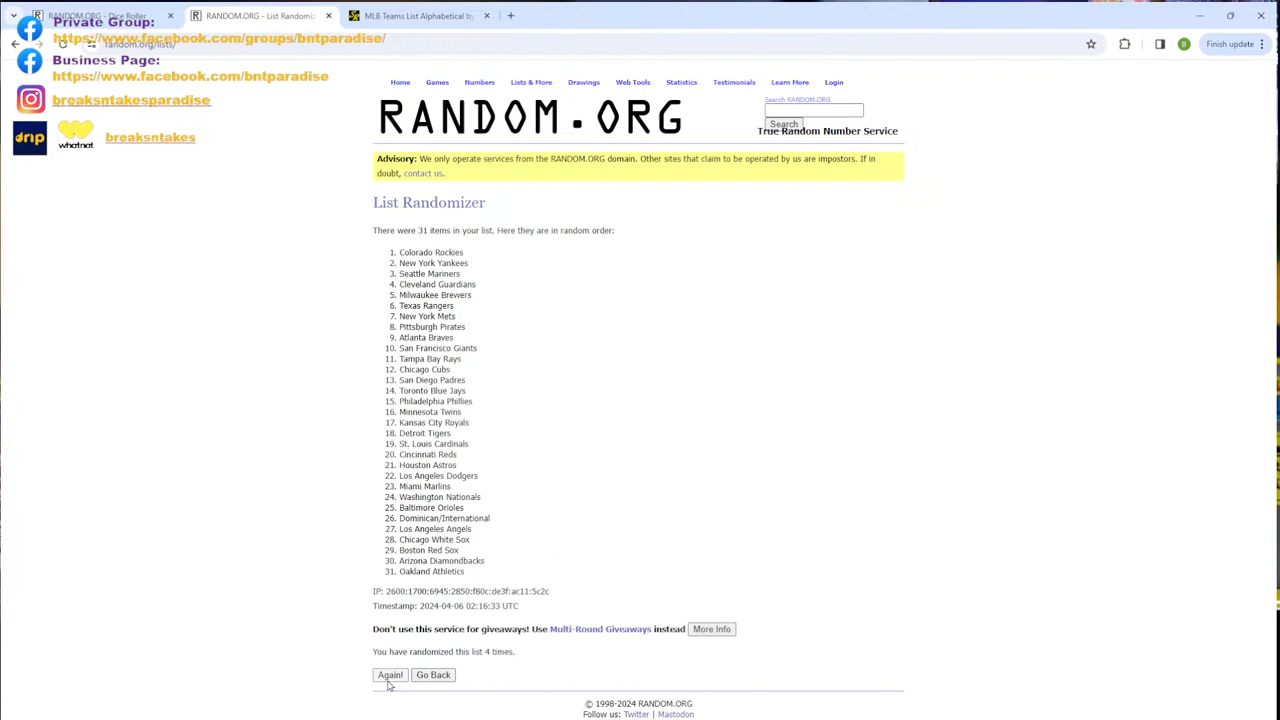 RANDOM.ORG - Dice Roller
RANDOM.ORG - List Randomiz
MLB Teams List Alphabetical by
Private Group:
https://www.facebook.com/groups/bntparadise/
random.org/lists/
B
Finish update
Business Page:
https://www.facebook.com/bntparadise
breaksntakesparadise
drip
whatnot
breaksntakes
Home Games Numbers Lists & More Drawings Web Tools Statistics Testimonials Learn More Login
RANDOM.ORG
Search RANDOM.ORG
Search
True Random Number Service
Advisory: We only operate services from the RANDOM.ORG domain. Other sites that claim to be operated by us are impostors. If in
doubt, contact us.
List Randomizer
There were 31 items in your list. Here they are in random order:
1. Colorado Rockies
2. New York Yankees
3. Seattle Mariners
4. Cleveland Guardians
5. Milwaukee Brewers
6. Texas Rangers
7. New York Mets
8. Pittsburgh Pirates
9. Atlanta Braves
10. San Francisco Giants
11. Tampa Bay Rays
12. Chicago Cubs
13. San Diego Padres
14. Toronto Blue Jays
15. Philadelphia Phillies
16. Minnesota Twins
17. Kansas City Royals
18. Detroit Tigers
19. St. Louis Cardinals
20. Cincinnati Reds
21. Houston Astros
22. Los Angeles Dodgers
23. Miami Marlins
24. Washington Nationals
25. Baltimore Orioles
26. Dominican/International
27. Los Angeles Angels
28. Chicago White Sox
29. Boston Red Sox
30. Arizona Diamondbacks
31. Oakland Athletics
IP: 2600:1700:6945:2850:f80c:de3f:ac11:5c2c
Timestamp: 2024-04-06 02:16:33 UTC
Don't use this service for giveaways! Use Multi-Round Giveaways instead More Info
You have randomized this list 4 times.
Again! Go Back
© 1998-2024 RANDOM.ORG
Follow us: Twitter | Mastodon